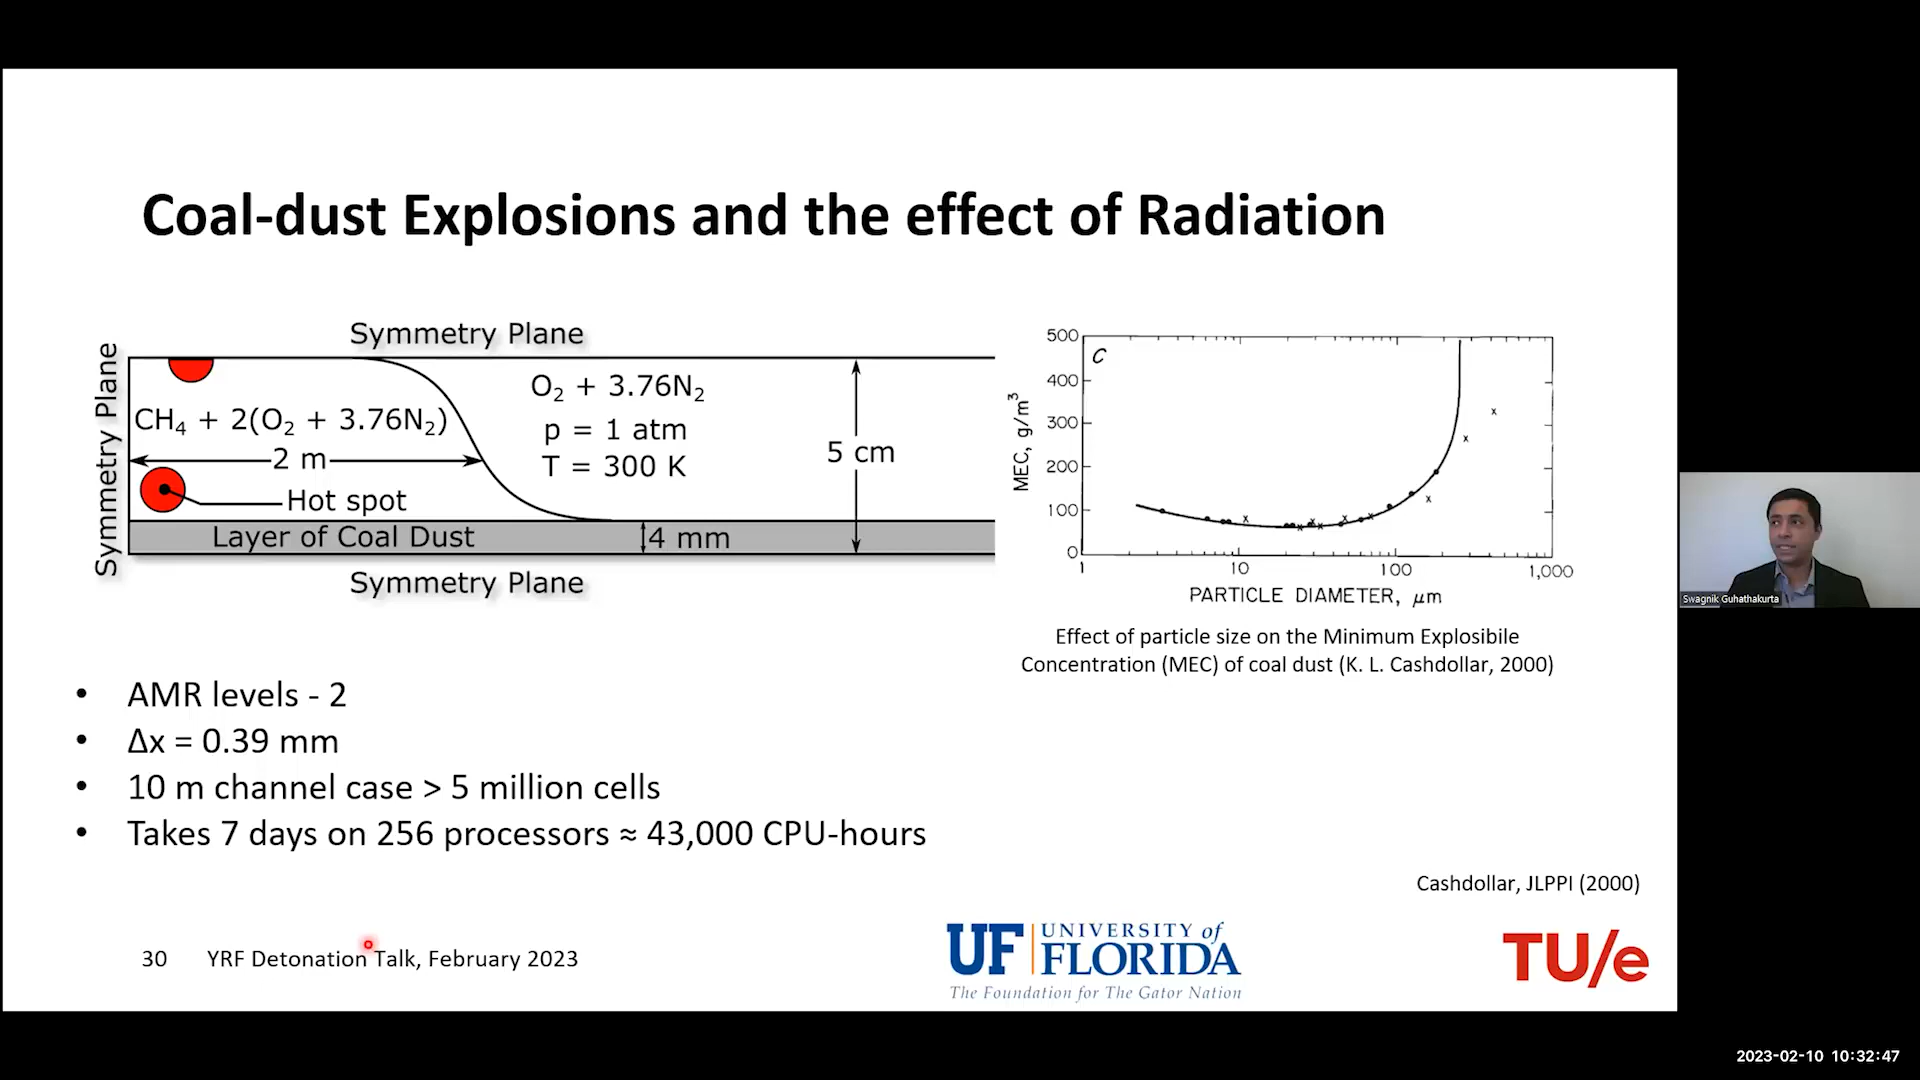 Coal-dust Explosions and the effect of Radiation
Symmetry Plane
Symmetry Plane
CH₄ + 2(O₂ + 3.76N₂)
2 m
Hot spot
O₂ + 3.76N₂
p = 1 atm
T = 300 K
5 cm
Layer of Coal Dust
4 mm
Symmetry Plane
C
MEC, g/m³
500
400
300
200
100
0
1
10
100
1,000
PARTICLE DIAMETER, μm
Effect of particle size on the Minimum Explosibile
Concentration (MEC) of coal dust (K. L. Cashdollar, 2000)
• AMR levels - 2
• Δx = 0.39 mm
• 10 m channel case > 5 million cells
• Takes 7 days on 256 processors ≈ 43,000 CPU-hours
Cashdollar, JLPPI (2000)
30 YRF Detonation Talk, February 2023
UF UNIVERSITY of
FLORIDA
The Foundation for The Gator Nation
TU/e
Swagnik Guhathakurta
2023-02-10 10:32:47